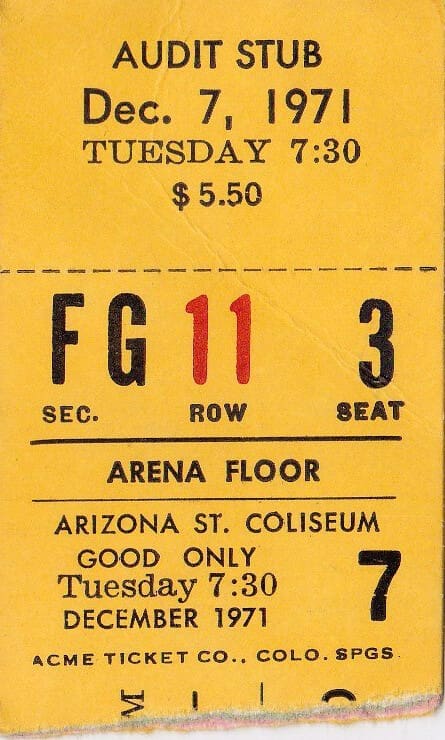 AUDIT STUB
Dec. 7, 1971
TUESDAY 7:30
$5.50
FG 11 3
SEC. ROW SEAT
ARENA FLOOR
ARIZONA ST. COLISEUM
GOOD ONLY
Tuesday 7:30
DECEMBER 1971
7
ACME TICKET CO., COLO. SPGS.